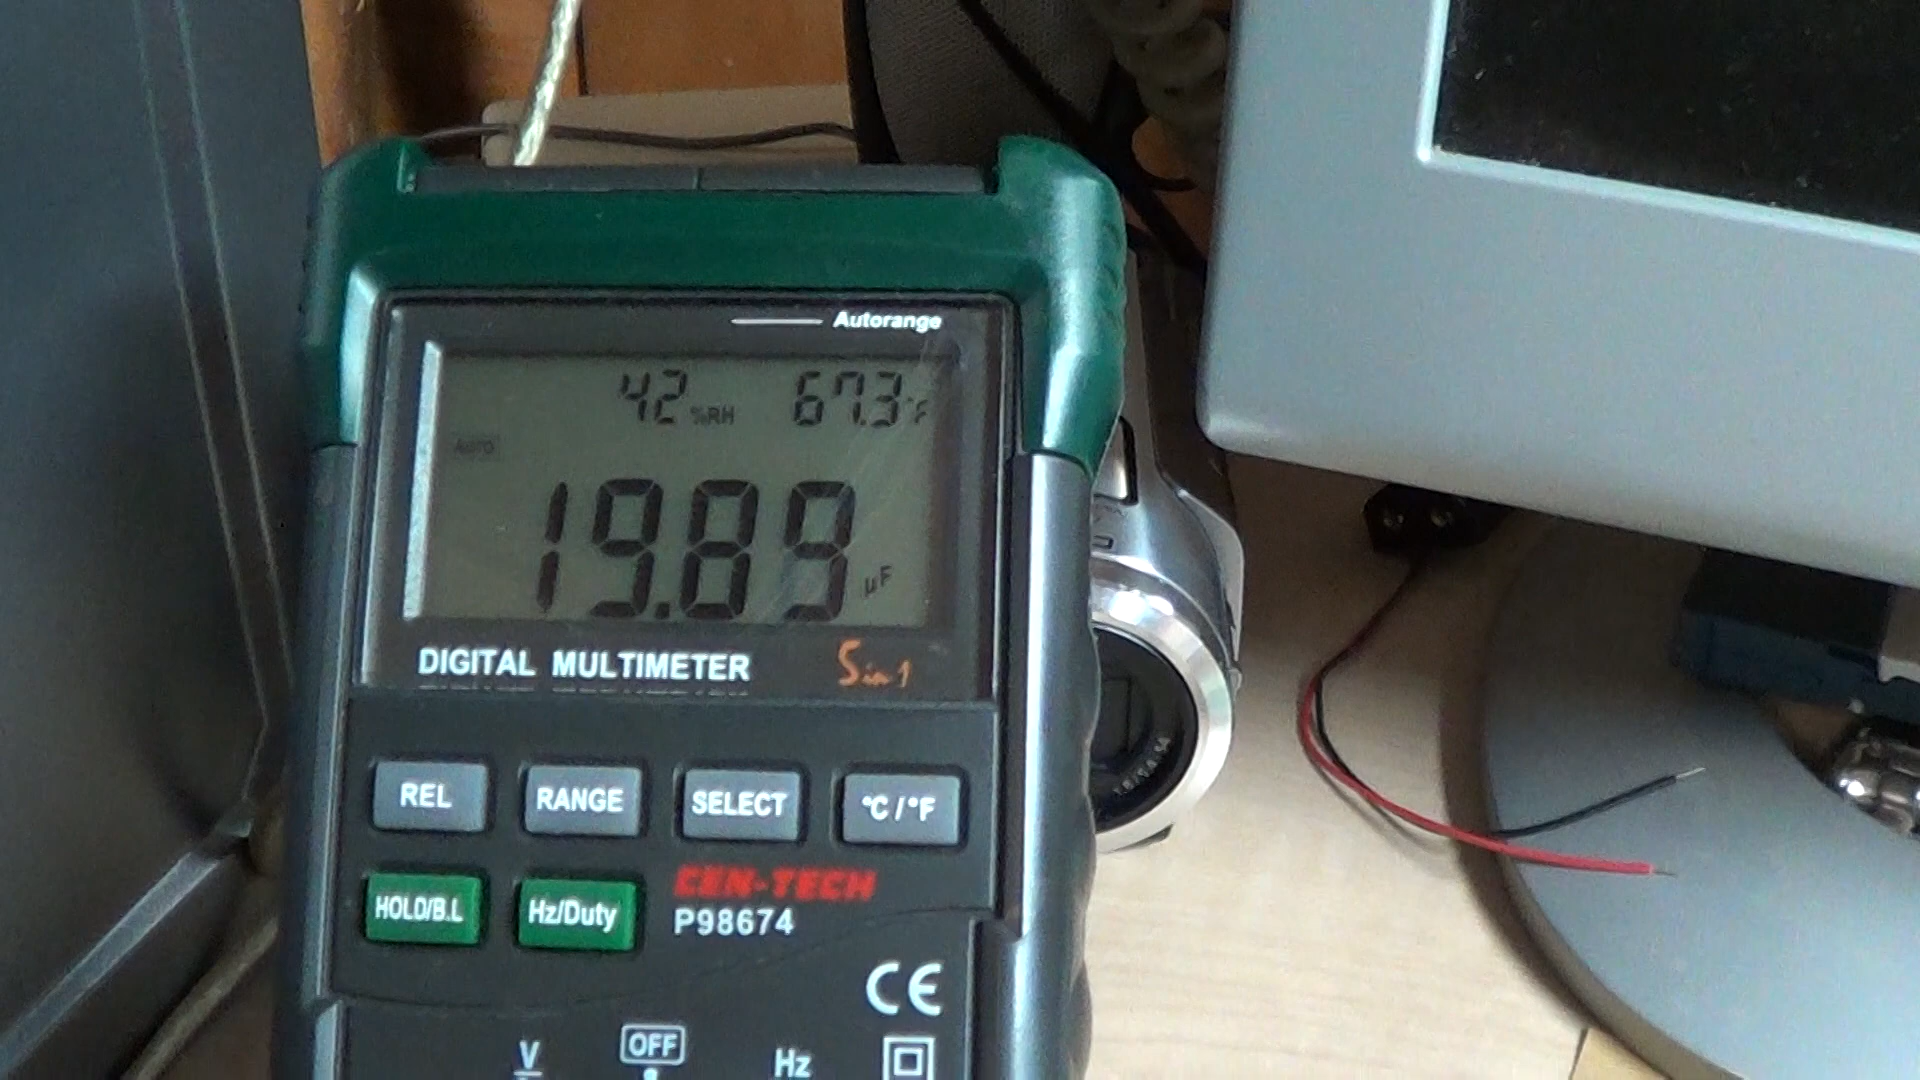 Autorange
42 %RH 67.3 °F
AUTO
19.89 µF
DIGITAL MULTIMETER 5 in 1
REL RANGE SELECT °C/°F
HOLD/B.L Hz/Duty
CEN-TECH
P98674
CE
OFF
V Hz